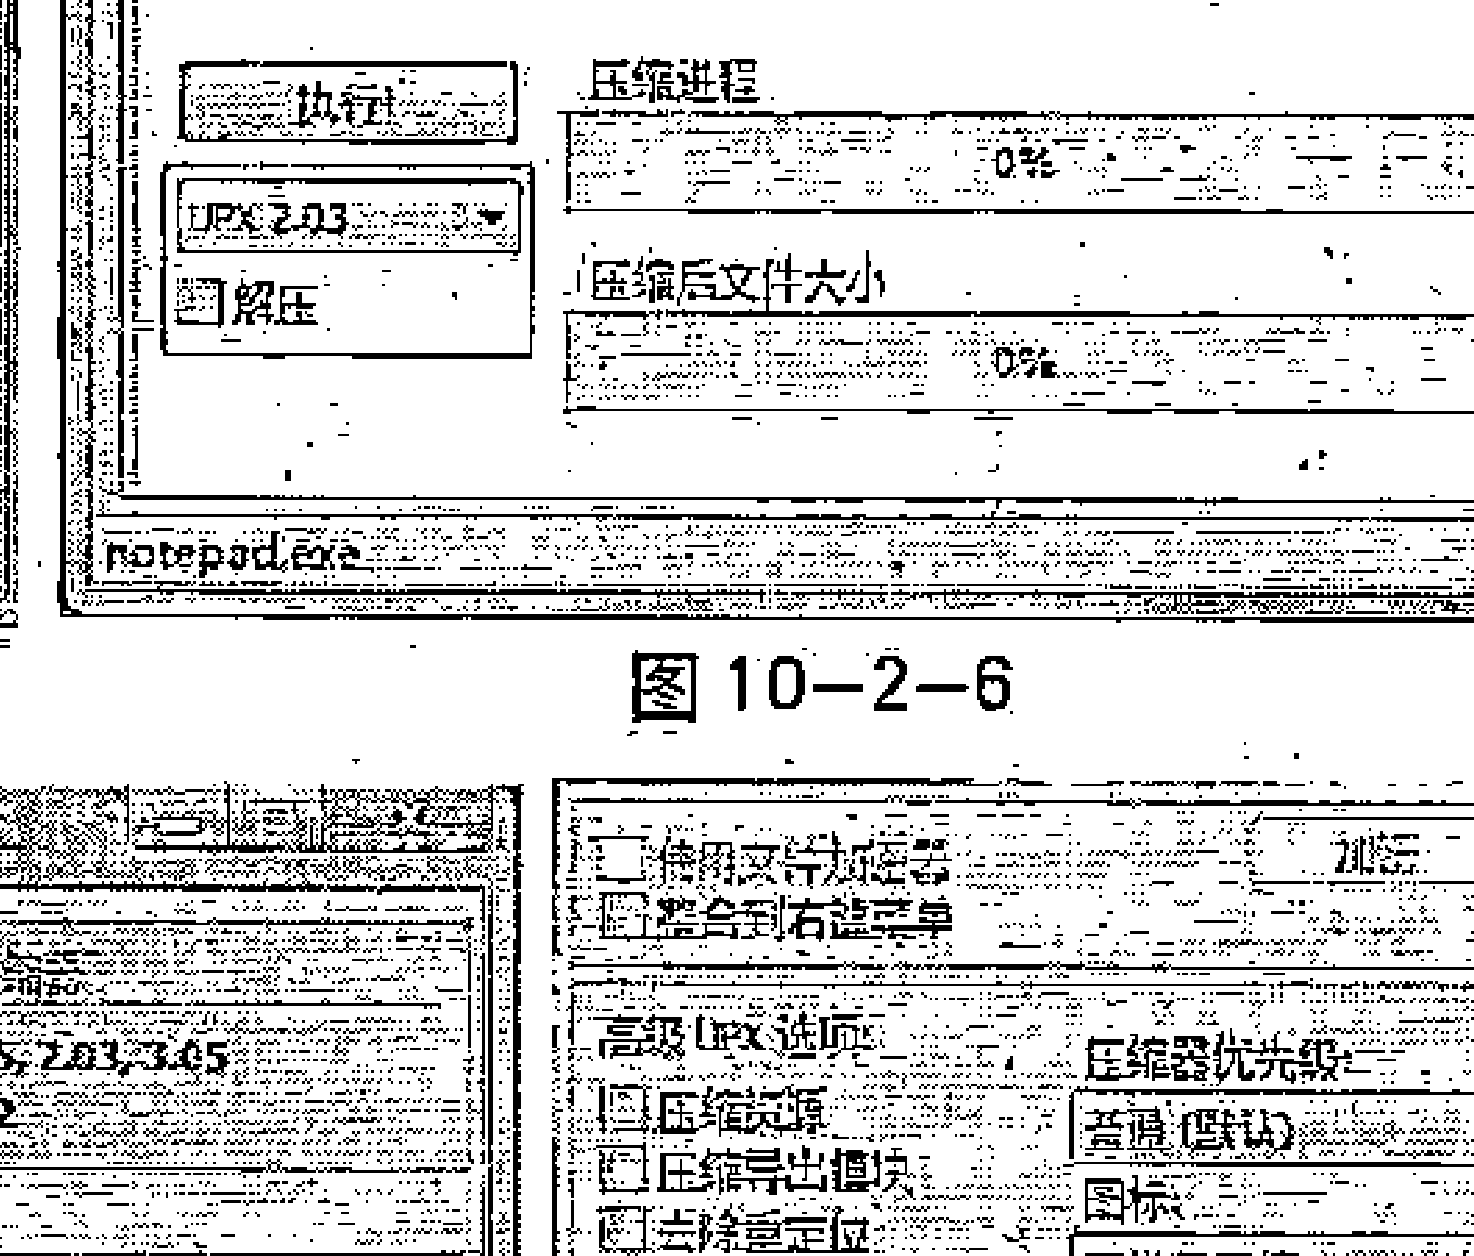 执行!
压缩进程
0%
UPX 2.03
压缩后文件大小
解压
0%
notepad.exe
图 10-2-6
使用文件加密器
整合到右键菜单
加密
2.03, 3.05
高级 UPX 选项:
压缩器优先级:
压缩资源
普通 (默认)
压缩导出模块
图标:
去除重定位